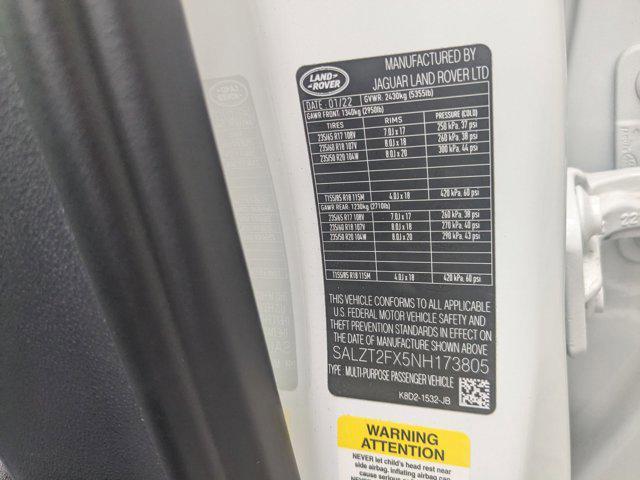 LAND-
ROVER
MANUFACTURED BY
JAGUAR LAND ROVER LTD
DATE: 01/22 GVWR: 2430kg (5355lb)
GAWR FRONT: 1340kg (2950lb)
TIRES RIMS PRESSURE (COLD)
235/65 R17 108V 7.0J x 17 250 kPa, 37 psi
235/60 R18 107V 8.0J x 18 260 kPa, 38 psi
235/50 R20 104W 8.0J x 20 300 kPa, 44 psi
T155/85 R18 115M 4.0J x 18 420 kPa, 60 psi
GAWR REAR: 1230kg (2710lb)
235/65 R17 108V 7.0J x 17 260 kPa, 38 psi
235/60 R18 107V 8.0J x 18 270 kPa, 40 psi
235/50 R20 104W 8.0J x 20 290 kPa, 43 psi
T155/85 R18 115M 4.0J x 18 420 kPa, 60 psi
THIS VEHICLE CONFORMS TO ALL APPLICABLE
U.S. FEDERAL MOTOR VEHICLE SAFETY AND
THEFT PREVENTION STANDARDS IN EFFECT ON
THE DATE OF MANUFACTURE SHOWN ABOVE.
SALZT2FX5NH173805
TYPE: MULTI-PURPOSE PASSENGER VEHICLE
K8D2-1532-JB
WARNING
ATTENTION
NEVER let child's head rest near
side airbag. Inflating airbag can
cause serious or
NEVER